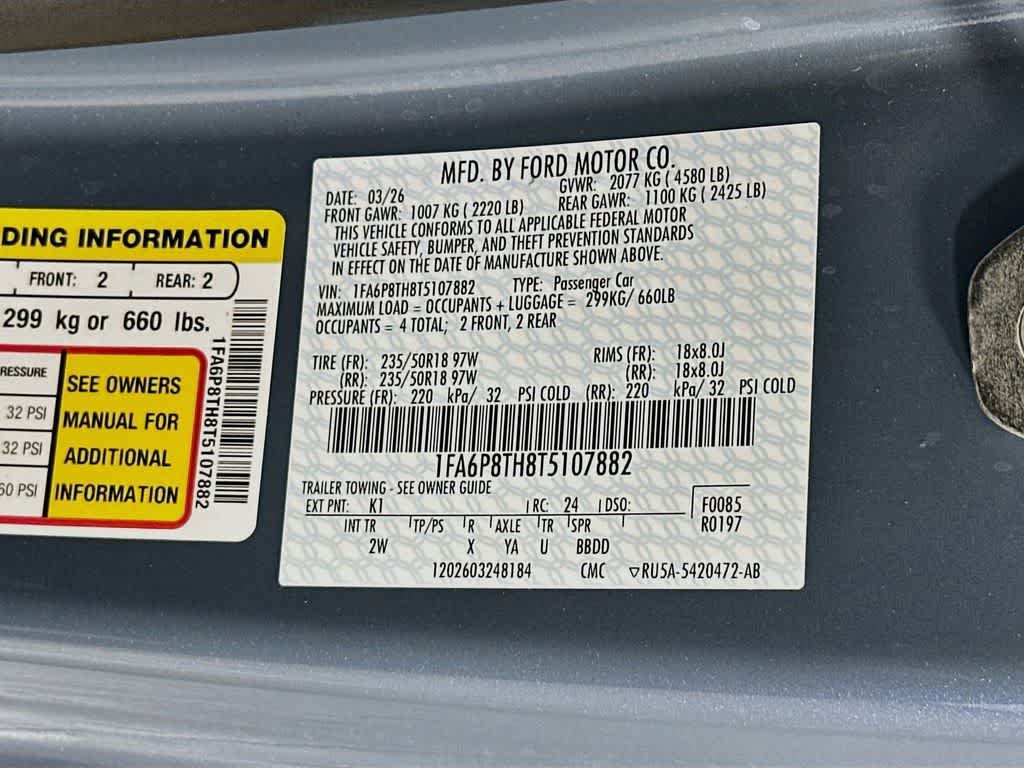 DING INFORMATION
FRONT: 2 REAR: 2
299 kg or 660 lbs.
RESSURE
32 PSI
32 PSI
60 PSI
SEE OWNERS
MANUAL FOR
ADDITIONAL
INFORMATION
1FA6P8TH8T5107882
MFD. BY FORD MOTOR CO.
DATE: 03/26 GVWR: 2077 KG ( 4580 LB)
FRONT GAWR: 1007 KG ( 2220 LB) REAR GAWR: 1100 KG ( 2425 LB)
THIS VEHICLE CONFORMS TO ALL APPLICABLE FEDERAL MOTOR
VEHICLE SAFETY, BUMPER, AND THEFT PREVENTION STANDARDS
IN EFFECT ON THE DATE OF MANUFACTURE SHOWN ABOVE.
VIN: 1FA6P8TH8T5107882 TYPE: Passenger Car
MAXIMUM LOAD = OCCUPANTS + LUGGAGE = 299KG/ 660LB
OCCUPANTS = 4 TOTAL; 2 FRONT, 2 REAR
TIRE (FR): 235/50R18 97W RIMS (FR): 18x8.0J
(RR): 235/50R18 97W (RR): 18x8.0J
PRESSURE (FR): 220 kPa/ 32 PSI COLD (RR): 220 kPa/ 32 PSI COLD
1FA6P8TH8T5107882
TRAILER TOWING - SEE OWNER GUIDE
EXT PNT: K1 RC: 24 DSO: F0085
INT TR TP/PS R AXLE TR SPR R0197
2W X YA U BBDD
1202603248184 CMC ▽RU5A-5420472-AB